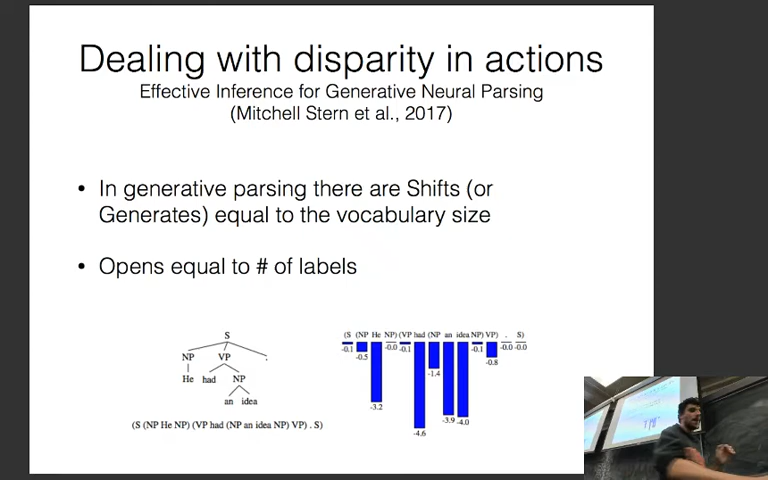 Dealing with disparity in actions
Effective Inference for Generative Neural Parsing
(Mitchell Stern et al., 2017)
• In generative parsing there are Shifts (or
Generates) equal to the vocabulary size
• Opens equal to # of labels
S
NP VP .
He had NP
an idea
(S (NP He NP) (VP had (NP an idea NP) VP) . S)
(S (NP He NP) (VP had (NP an idea NP) VP) . S)
-0.1 -0.5 -3.2 -0.0 -0.1 -4.6 -1.4 -3.9 -4.0 -0.1 -0.8 -0.0 -0.0